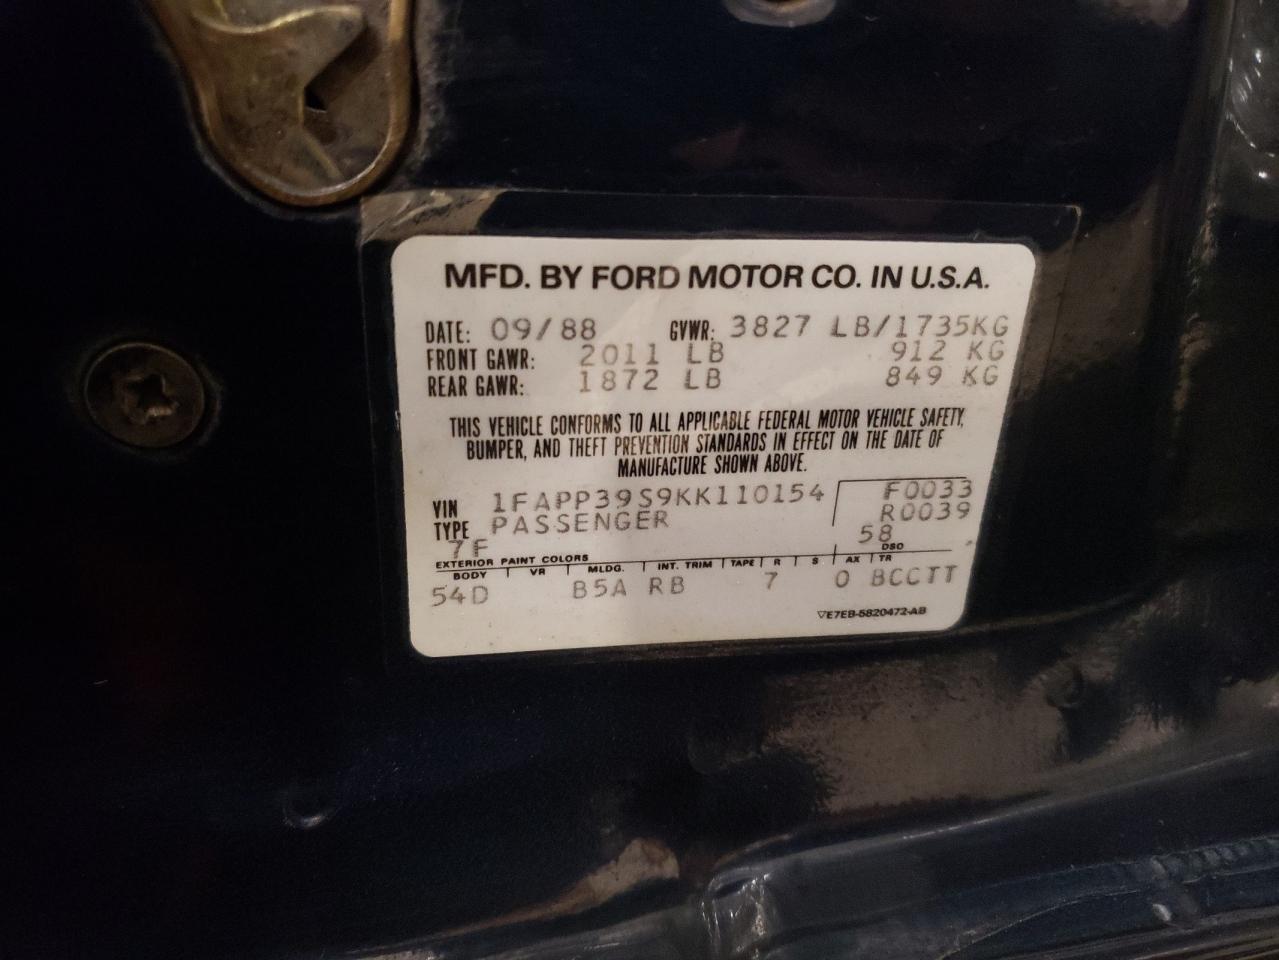 MFD. BY FORD MOTOR CO. IN U.S.A.
DATE: 09/88 GVWR: 3827 LB/1735KG
FRONT GAWR: 2011 LB 912 KG
REAR GAWR: 1872 LB 849 KG
THIS VEHICLE CONFORMS TO ALL APPLICABLE FEDERAL MOTOR VEHICLE SAFETY,
BUMPER, AND THEFT PREVENTION STANDARDS IN EFFECT ON THE DATE OF
MANUFACTURE SHOWN ABOVE.
VIN 1FAPP39S9KK110154 F0033
TYPE PASSENGER R0039
7F 58
EXTERIOR PAINT COLORS DSO
BODY VR MLDG. INT. TRIM TAPE R S AX TR
54D B5A RB 7 O BCCTT
▽E7EB-5820472-AB